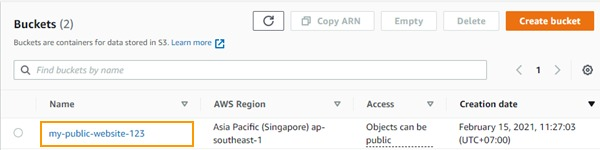 Buckets (2)
Copy ARN
Empty
Delete
Create bucket
Buckets are containers for data stored in S3. Learn more
Find buckets by name
1
Name
AWS Region
Access
Creation date
my-public-website-123
Asia Pacific (Singapore) ap-
southeast-1
Objects can be
public
February 15, 2021, 11:27:03
(UTC+07:00)